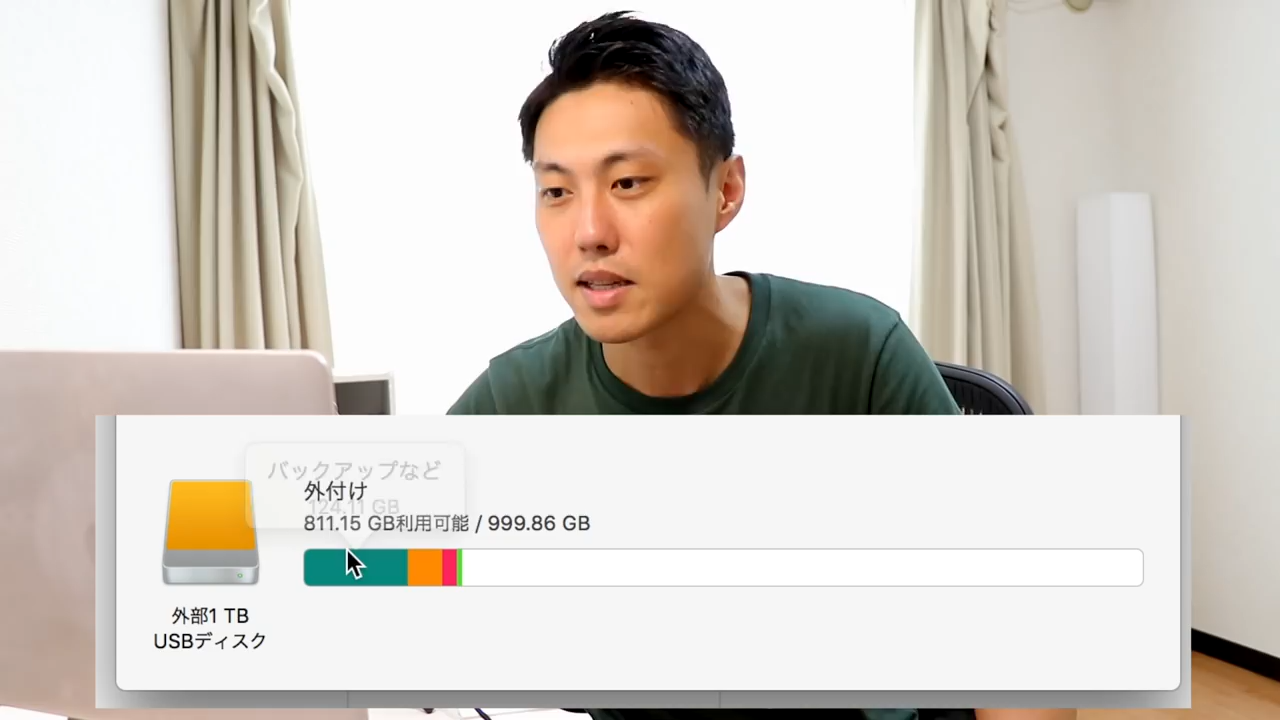 バックアップなど
124.11 GB
外付け
811.15 GB利用可能 / 999.86 GB
外部1 TB
USBディスク